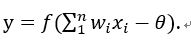 y = f(∑₁ⁿ wᵢxᵢ − θ).